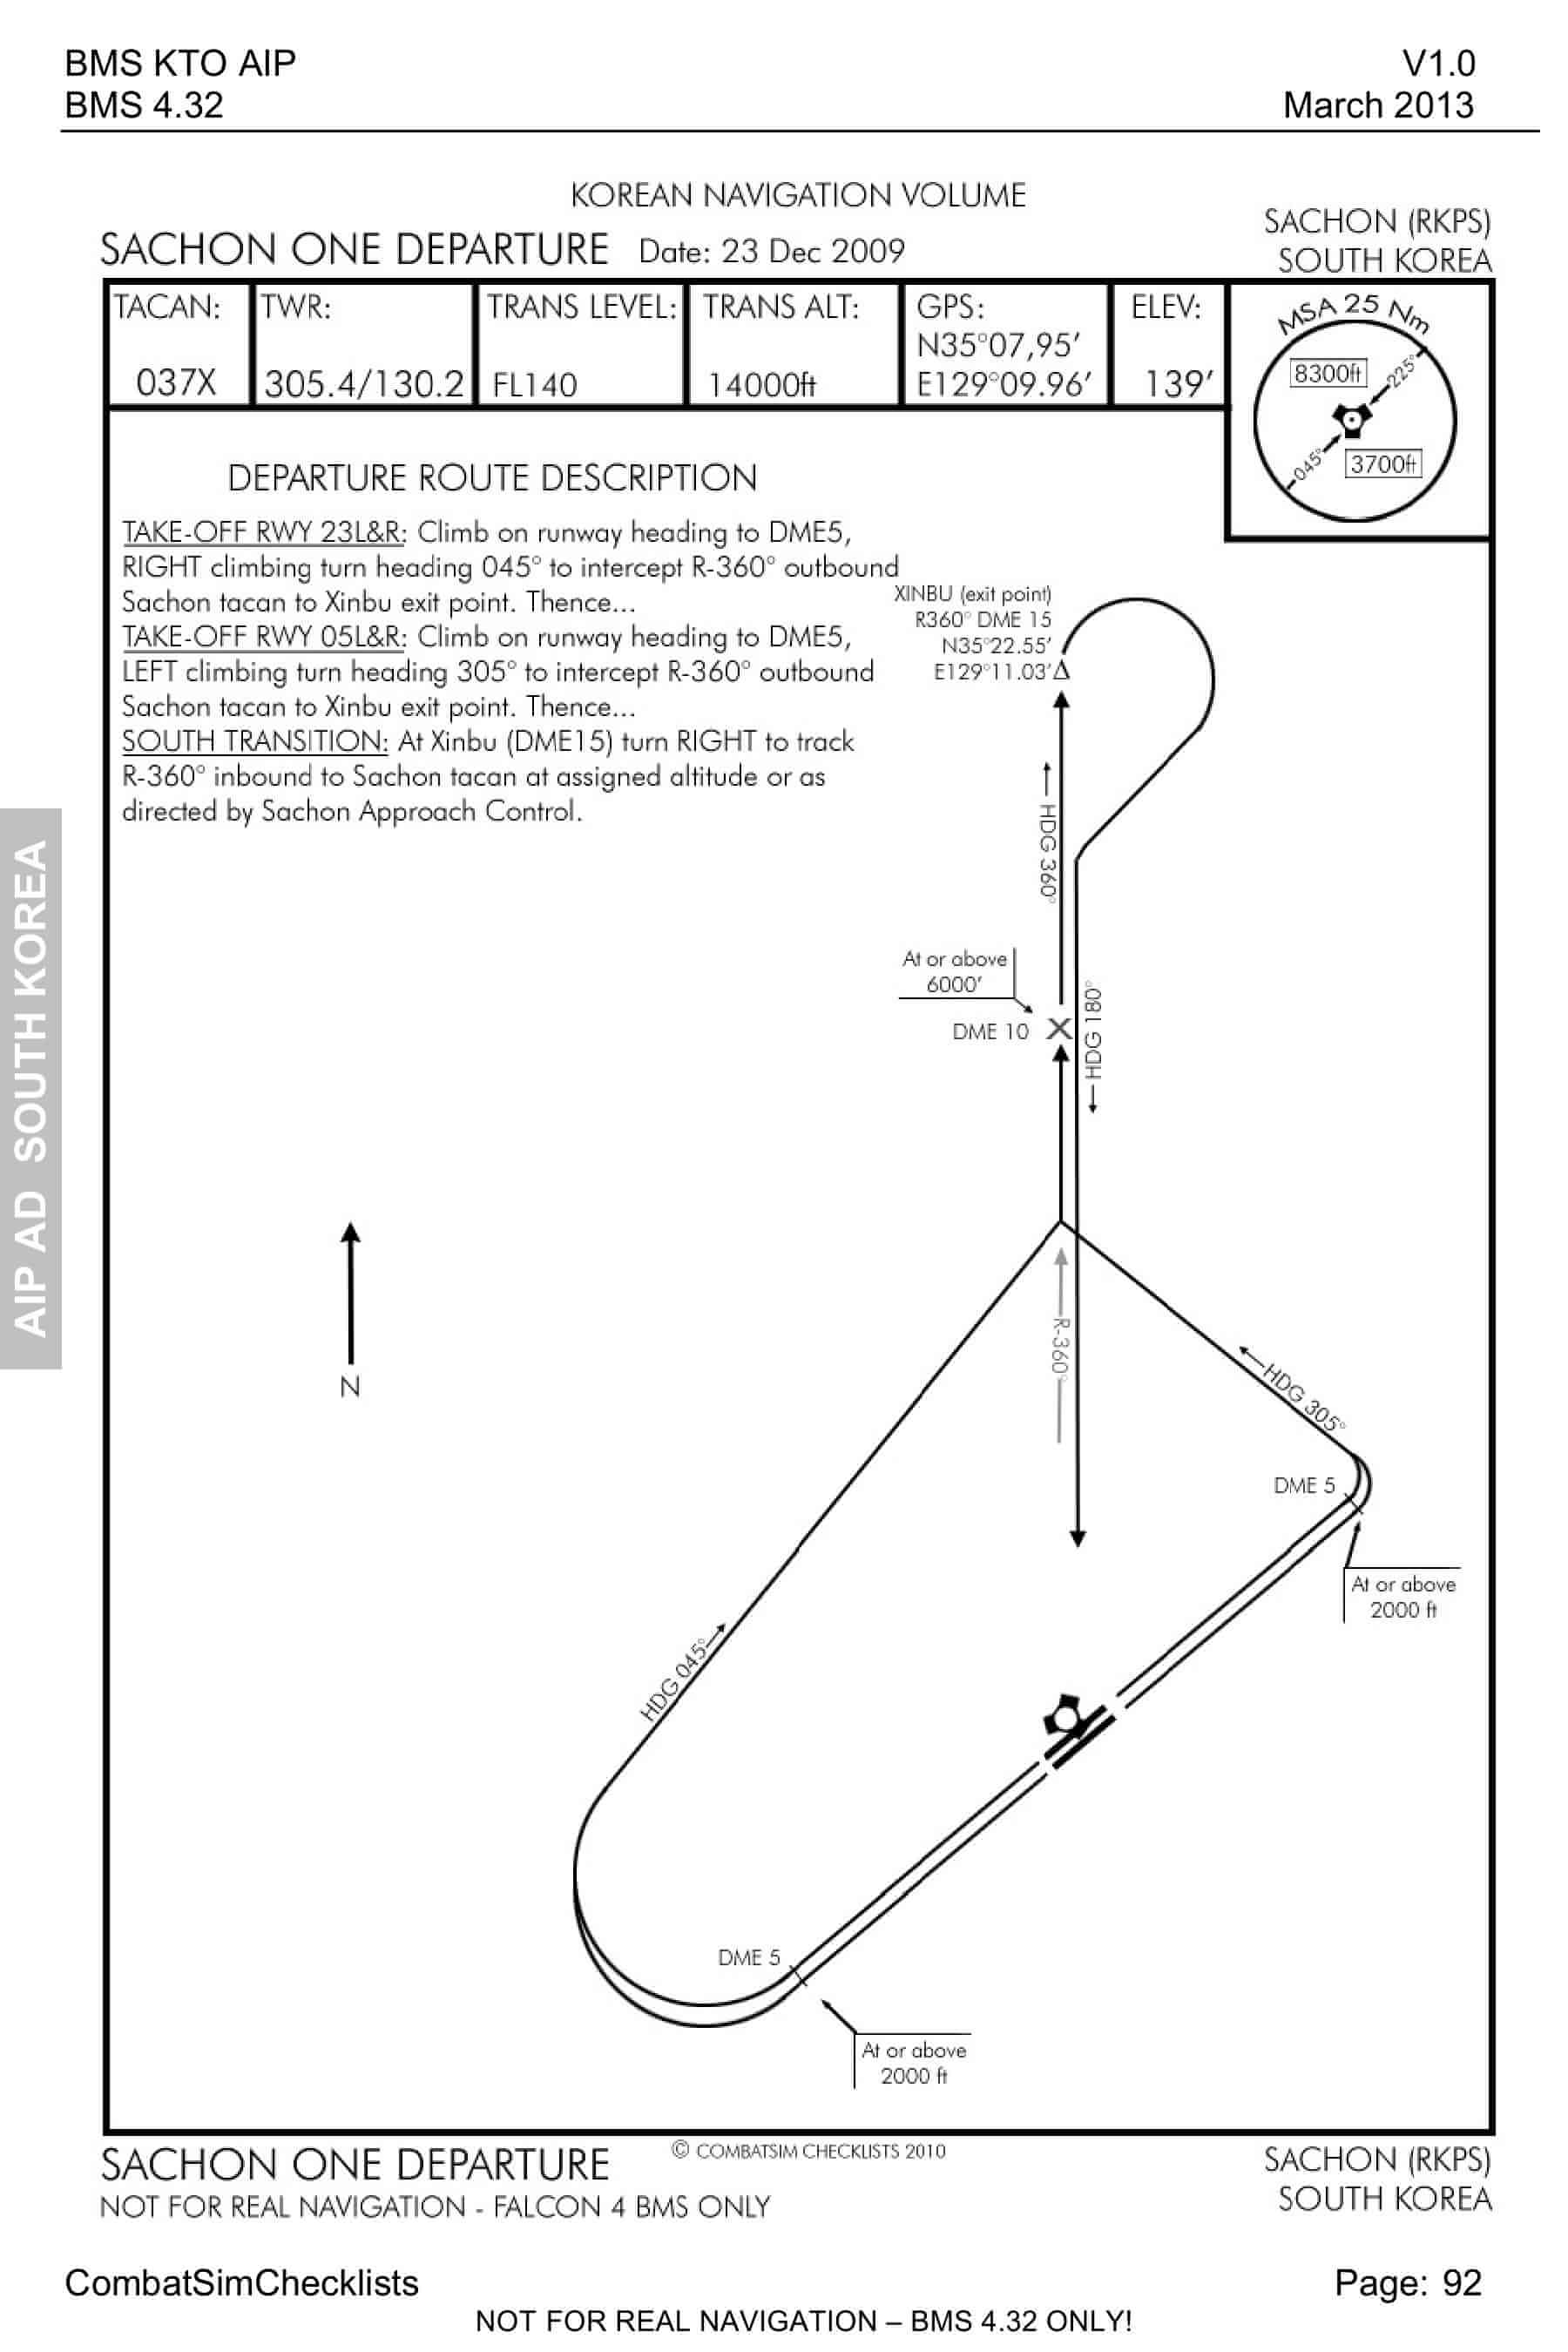 BMS KTO AIP
V1.0
BMS 4.32
March 2013
KOREAN NAVIGATION VOLUME
SACHON ONE DEPARTURE Date: 23 Dec 2009
SACHON (RKPS)
SOUTH KOREA
TACAN:
037X
TWR:
305.4/130.2
TRANS LEVEL:
FL140
TRANS ALT:
14000ft
GPS:
N35°07,95'
E129°09.96'
ELEV:
139'
MSA 25 Nm
8300ft
225°
045°
3700ft
DEPARTURE ROUTE DESCRIPTION
TAKE-OFF RWY 23L&R: Climb on runway heading to DME5,
RIGHT climbing turn heading 045° to intercept R-360° outbound
Sachon tacan to Xinbu exit point. Thence...
TAKE-OFF RWY 05L&R: Climb on runway heading to DME5,
LEFT climbing turn heading 305° to intercept R-360° outbound
Sachon tacan to Xinbu exit point. Thence...
SOUTH TRANSITION: At Xinbu (DME15) turn RIGHT to track
R-360° inbound to Sachon tacan at assigned altitude or as
directed by Sachon Approach Control.
XINBU (exit point)
R360° DME 15
N35°22.55'
E129°11.03'
HDG 360°
At or above
6000'
DME 10
HDG 180°
AIP AD SOUTH KOREA
N
R-360°
HDG 305°
DME 5
At or above
2000 ft
HDG 045°
DME 5
At or above
2000 ft
SACHON ONE DEPARTURE
© COMBATSIM CHECKLISTS 2010
SACHON (RKPS)
SOUTH KOREA
NOT FOR REAL NAVIGATION - FALCON 4 BMS ONLY
CombatSimChecklists
Page: 92
NOT FOR REAL NAVIGATION – BMS 4.32 ONLY!